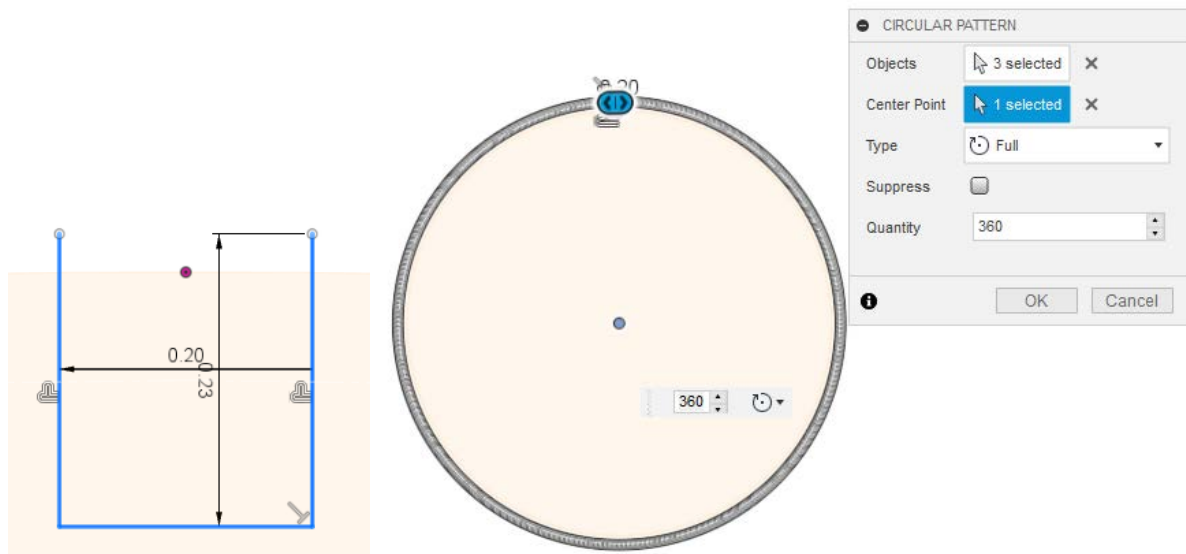 0.20
0.23
0.20
360
CIRCULAR PATTERN
Objects 3 selected
Center Point 1 selected
Type Full
Suppress
Quantity 360
OK Cancel